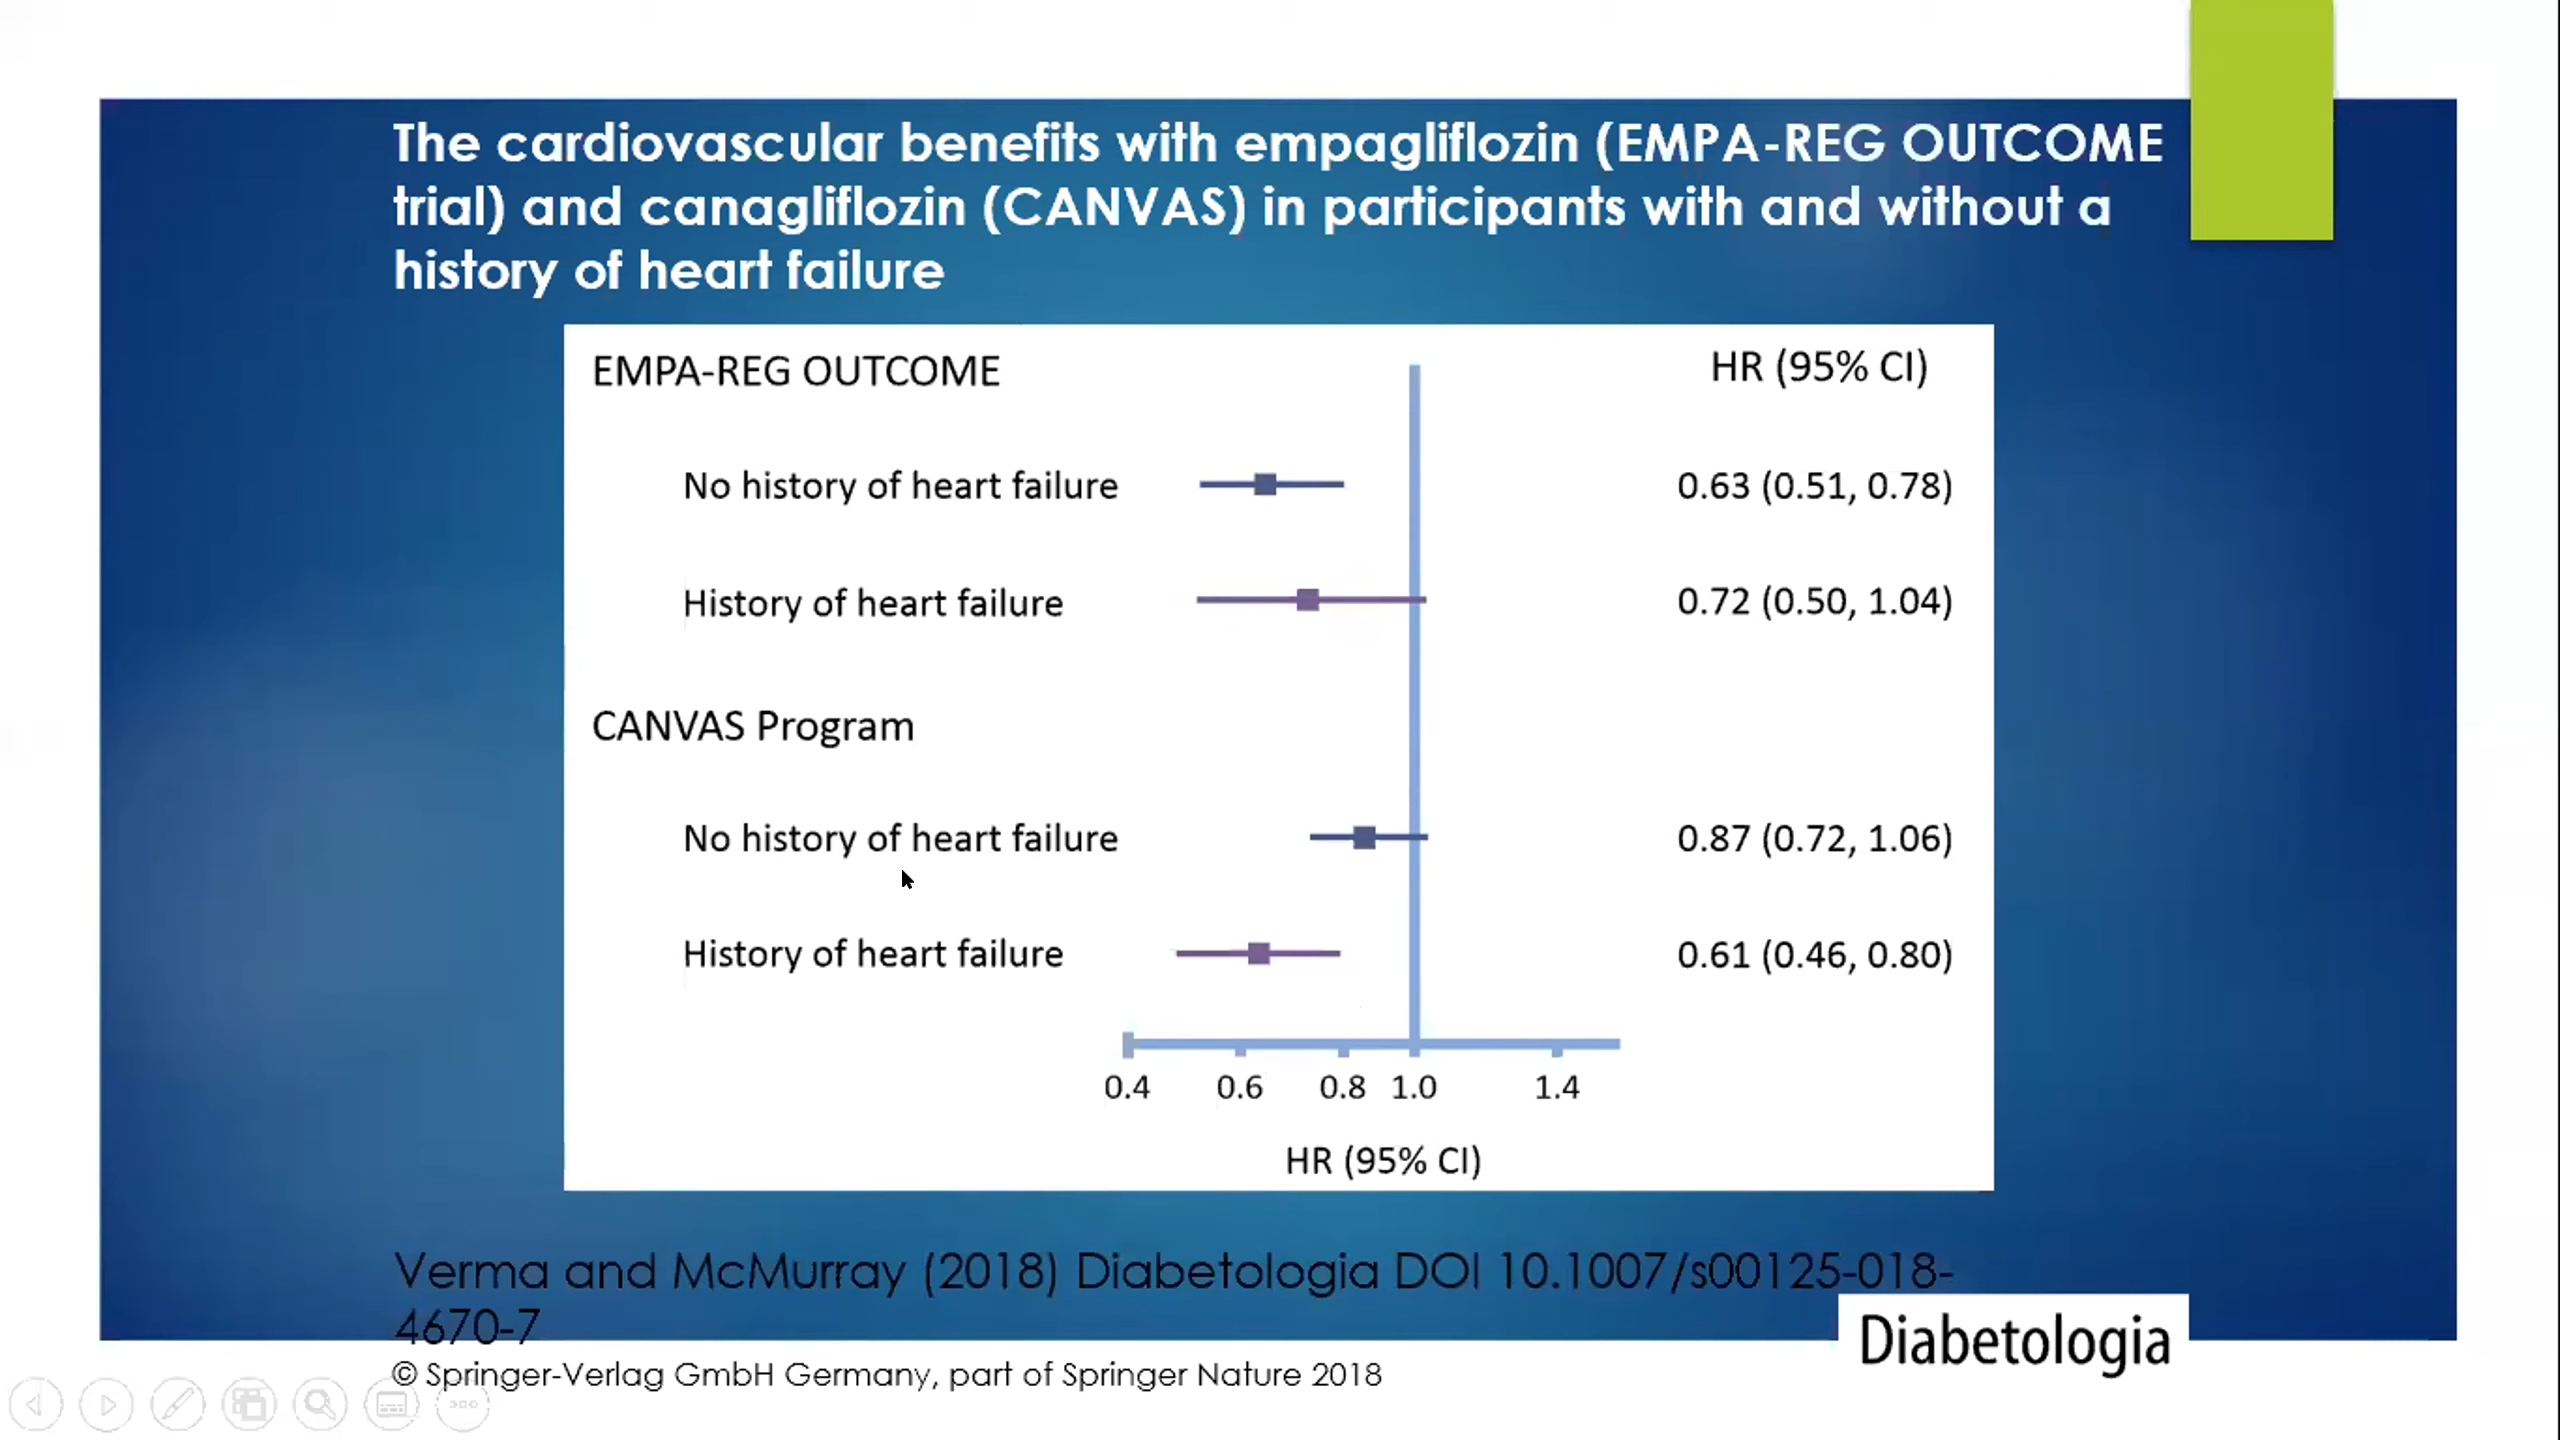 The cardiovascular benefits with empagliflozin (EMPA-REG OUTCOME
trial) and canagliflozin (CANVAS) in participants with and without a
history of heart failure
EMPA-REG OUTCOME
HR (95% CI)
No history of heart failure
0.63 (0.51, 0.78)
History of heart failure
0.72 (0.50, 1.04)
CANVAS Program
No history of heart failure
0.87 (0.72, 1.06)
History of heart failure
0.61 (0.46, 0.80)
0.4 0.6 0.8 1.0 1.4
HR (95% CI)
Verma and McMurray (2018) Diabetologia DOI 10.1007/s00125-018-
4670-7
Diabetologia
© Springer-Verlag GmbH Germany, part of Springer Nature 2018